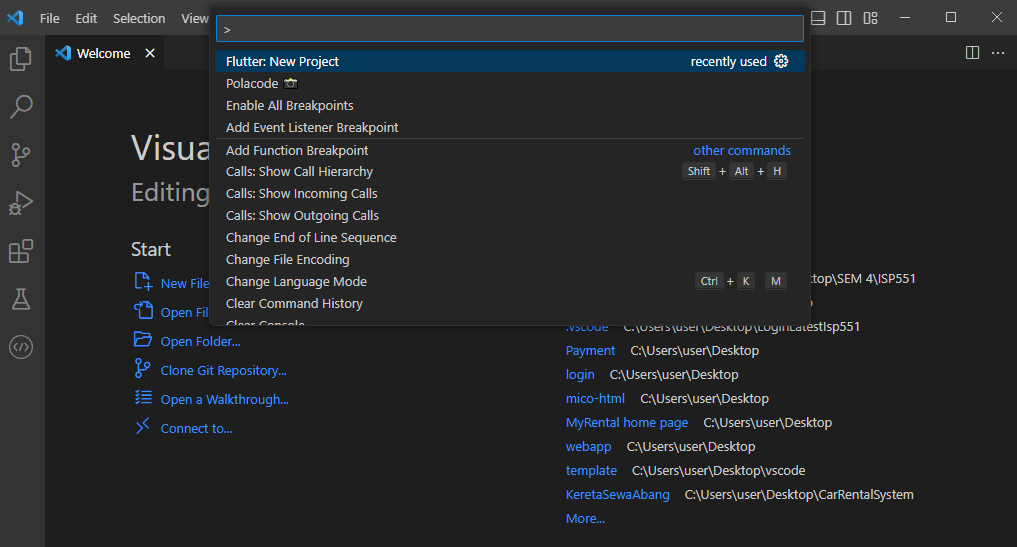 File Edit Selection View
>
Welcome
Flutter: New Project recently used
Polacode
Enable All Breakpoints
Add Event Listener Breakpoint
Add Function Breakpoint other commands
Calls: Show Call Hierarchy Shift + Alt + H
Calls: Show Incoming Calls
Calls: Show Outgoing Calls
Change End of Line Sequence
Change File Encoding
Change Language Mode Ctrl + K M
Clear Command History
Clear Console
Visua
Editing
Start
New File
Open Fil
Open Folder...
Clone Git Repository...
Open a Walkthrough...
Connect to...
ktop\SEM 4\ISP551
.vscode C:\Users\user\Desktop\LoginLatestIsp551
Payment C:\Users\user\Desktop
login C:\Users\user\Desktop
mico-html C:\Users\user\Desktop
MyRental home page C:\Users\user\Desktop
webapp C:\Users\user\Desktop
template C:\Users\user\Desktop\vscode
KeretaSewaAbang C:\Users\user\Desktop\CarRentalSystem
More...